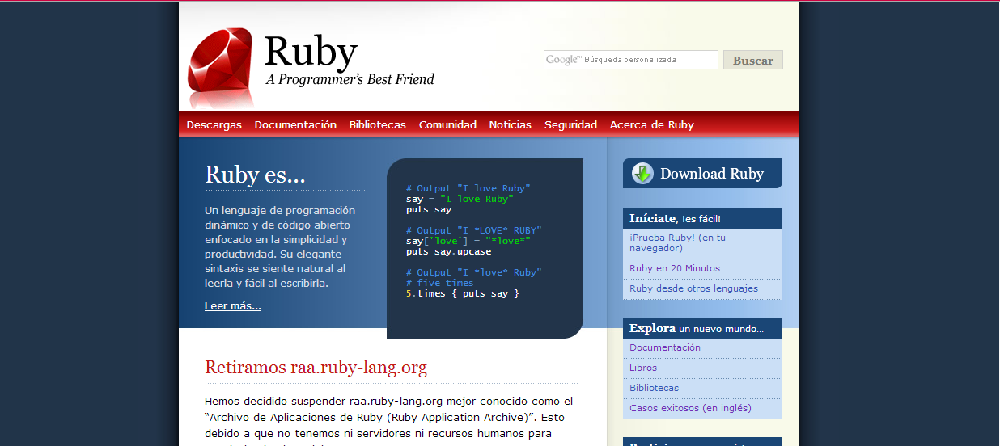 Ruby
A Programmer's Best Friend
Google™ Búsqueda personalizada
Buscar
Descargas Documentación Bibliotecas Comunidad Noticias Seguridad Acerca de Ruby
Ruby es...
Un lenguaje de programación
dinámico y de código abierto
enfocado en la simplicidad y
productividad. Su elegante
sintaxis se siente natural al
leerla y fácil al escribirla.
Leer más...
# Output "I love Ruby"
say = "I love Ruby"
puts say
# Output "I *LOVE* RUBY"
say['love'] = "*love*"
puts say.upcase
# Output "I *love* Ruby"
# five times
5.times { puts say }
Download Ruby
Iníciate, ¡es fácil!
¡Prueba Ruby! (en tu
navegador)
Ruby en 20 Minutos
Ruby desde otros lenguajes
Explora un nuevo mundo...
Documentación
Libros
Bibliotecas
Casos exitosos (en inglés)
Retiramos raa.ruby-lang.org
Hemos decidido suspender raa.ruby-lang.org mejor conocido como el
“Archivo de Aplicaciones de Ruby (Ruby Application Archive)”. Esto
debido a que no tenemos ni servidores ni recursos humanos para